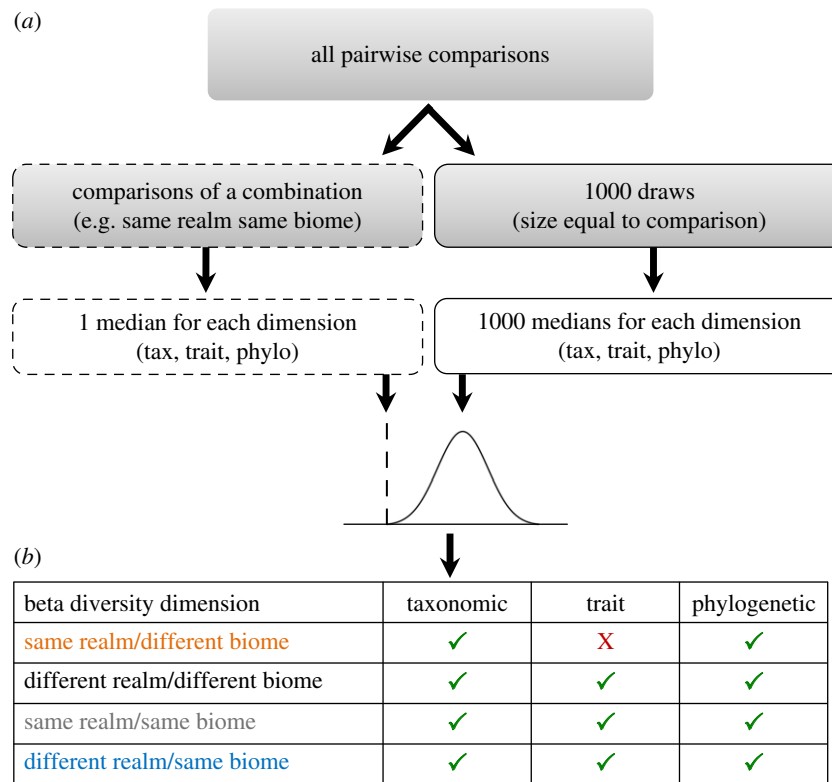 (a)
all pairwise comparisons
comparisons of a combination
(e.g. same realm same biome)
1000 draws
(size equal to comparison)
1 median for each dimension
(tax, trait, phylo)
1000 medians for each dimension
(tax, trait, phylo)
(b)
beta diversity dimension taxonomic trait phylogenetic
same realm/different biome ✓ X ✓
different realm/different biome ✓ ✓ ✓
same realm/same biome ✓ ✓ ✓
different realm/same biome ✓ ✓ ✓